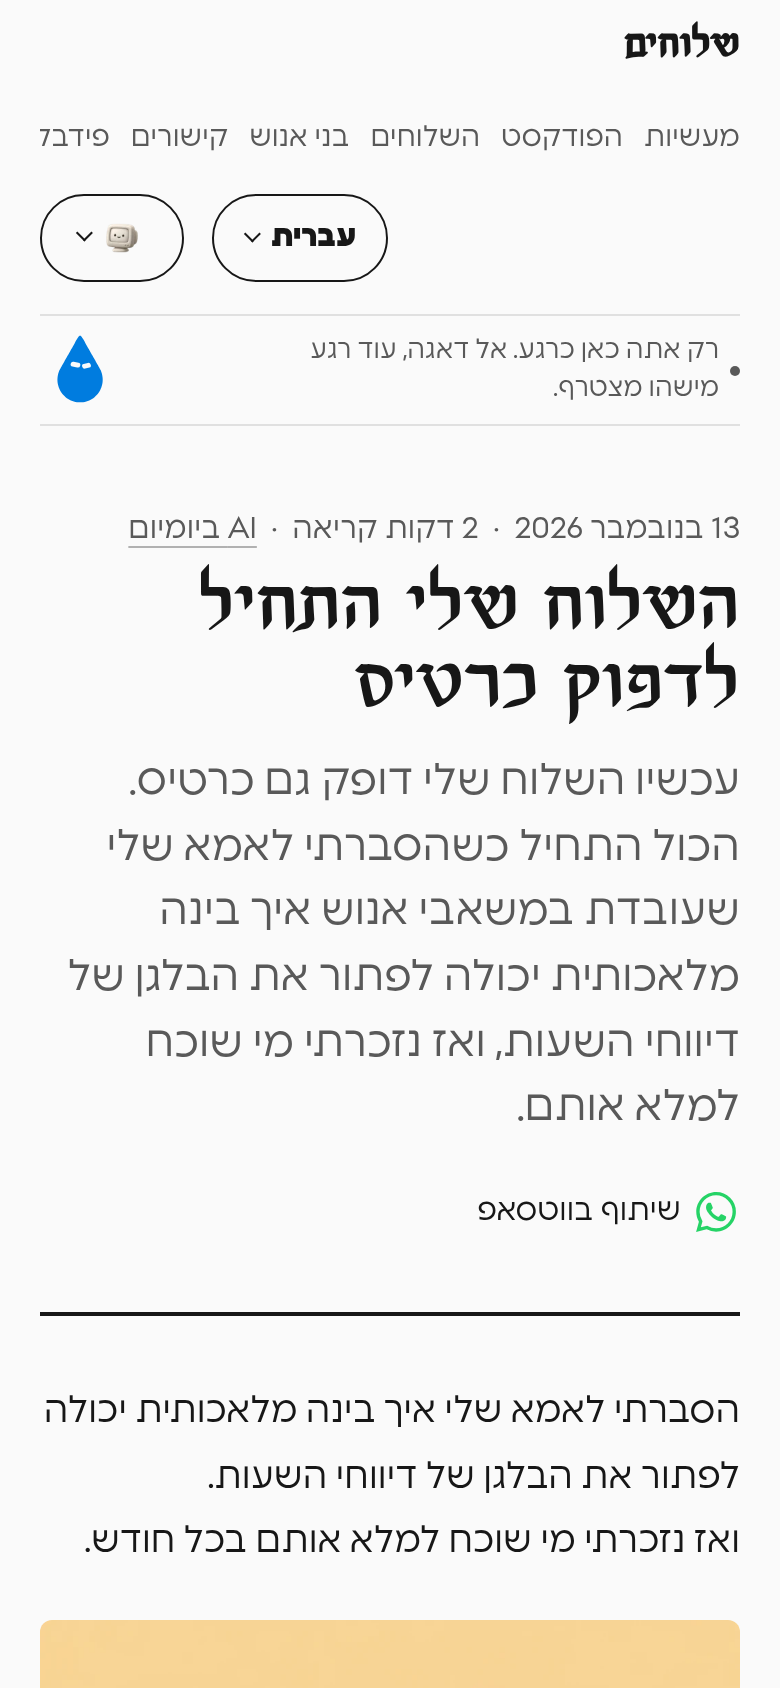 שלוחים
מעשיות הפודקסט השלוחים בני אנוש קישורים פידבק
עברית
רק אתה כאן כרגע. אל דאגה, עוד רגע
מישהו מצטרף.
13 בנובמבר 2026 · 2 דקות קריאה · AI ביומיום
השלוח שלי התחיל
לדפוק כרטיס
עכשיו השלוח שלי דופק גם כרטיס.
הכול התחיל כשהסברתי לאמא שלי
שעובדת במשאבי אנוש איך בינה
מלאכותית יכולה לפתור את הבלגן של
דיווחי השעות, ואז נזכרתי מי שוכח
למלא אותם.
שיתוף בווטסאפ
הסברתי לאמא שלי איך בינה מלאכותית יכולה
לפתור את הבלגן של דיווחי השעות.
ואז נזכרתי מי שוכח למלא אותם בכל חודש.